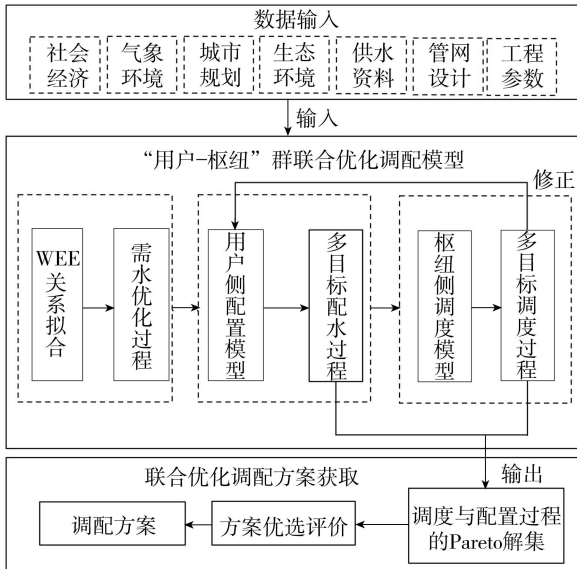 数据输入
社会
经济
气象
环境
城市
规划
生态
环境
供水
资料
管网
设计
工程
参数
输入
“用户-枢纽”群联合优化调配模型
修正
WEE
关系拟合
需水优化过程
用户侧配置模型
多目标配水过程
枢纽侧调度模型
多目标调度过程
输出
联合优化调配方案获取
调配方案
方案优选评价
调度与配置过程
的Pareto解集